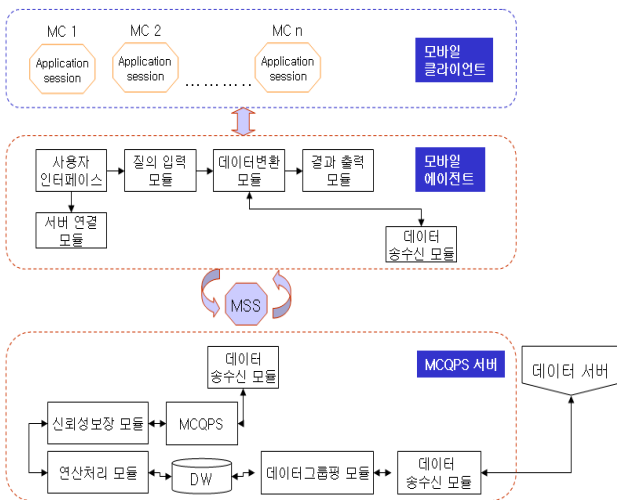 MC 1
MC 2
MC n
Application
session
Application
session
Application
session
............
모바일
클라이언트
사용자
인터페이스
질의 입력
모듈
데이터변환
모듈
결과 출력
모듈
모바일
에이전트
서버 연결
모듈
데이터
송수신 모듈
MSS
데이터
송수신 모듈
MCQPS 서버
데이터 서버
신뢰성보장 모듈
MCQPS
연산처리 모듈
DW
데이터그룹핑 모듈
데이터
송수신 모듈